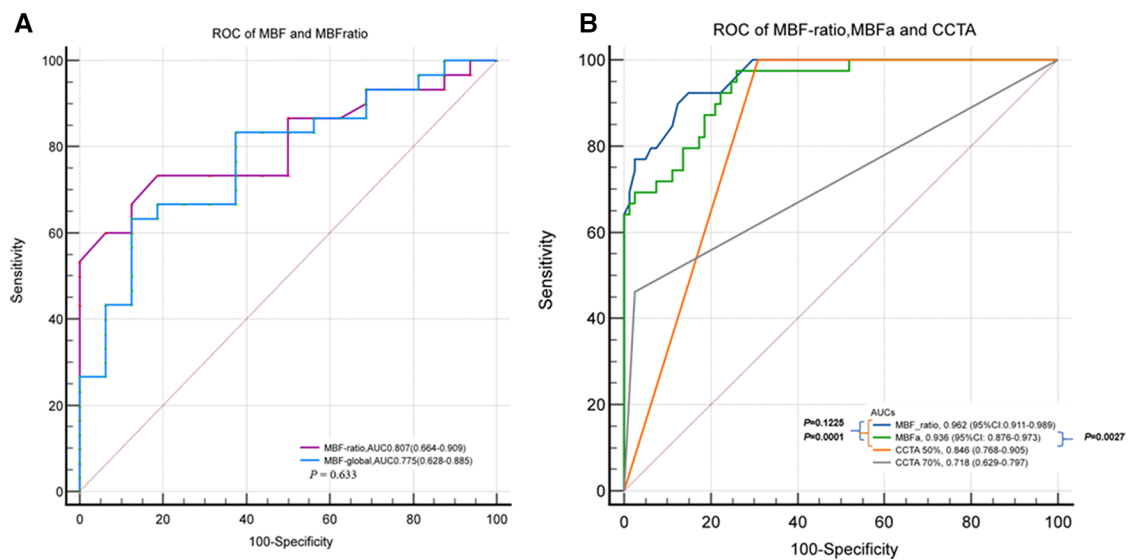 A
ROC of MBF and MBFratio
100
80
60
40
20
0
Sensitivity
0 20 40 60 80 100
100-Specificity
MBF-ratio,AUC0.807(0.664-0.909)
MBF-global,AUC0.775(0.628-0.885)
P = 0.633
B
ROC of MBF-ratio,MBFa and CCTA
100
80
60
40
20
0
Sensitivity
0 20 40 60 80 100
100-Specificity
AUCs
P=0.1225
P=0.0001
MBF_ratio, 0.962 (95%CI:0.911-0.989)
MBFa, 0.936 (95%CI: 0.876-0.973)
CCTA 50%, 0.846 (0.768-0.905)
CCTA 70%, 0.718 (0.629-0.797)
P=0.0027